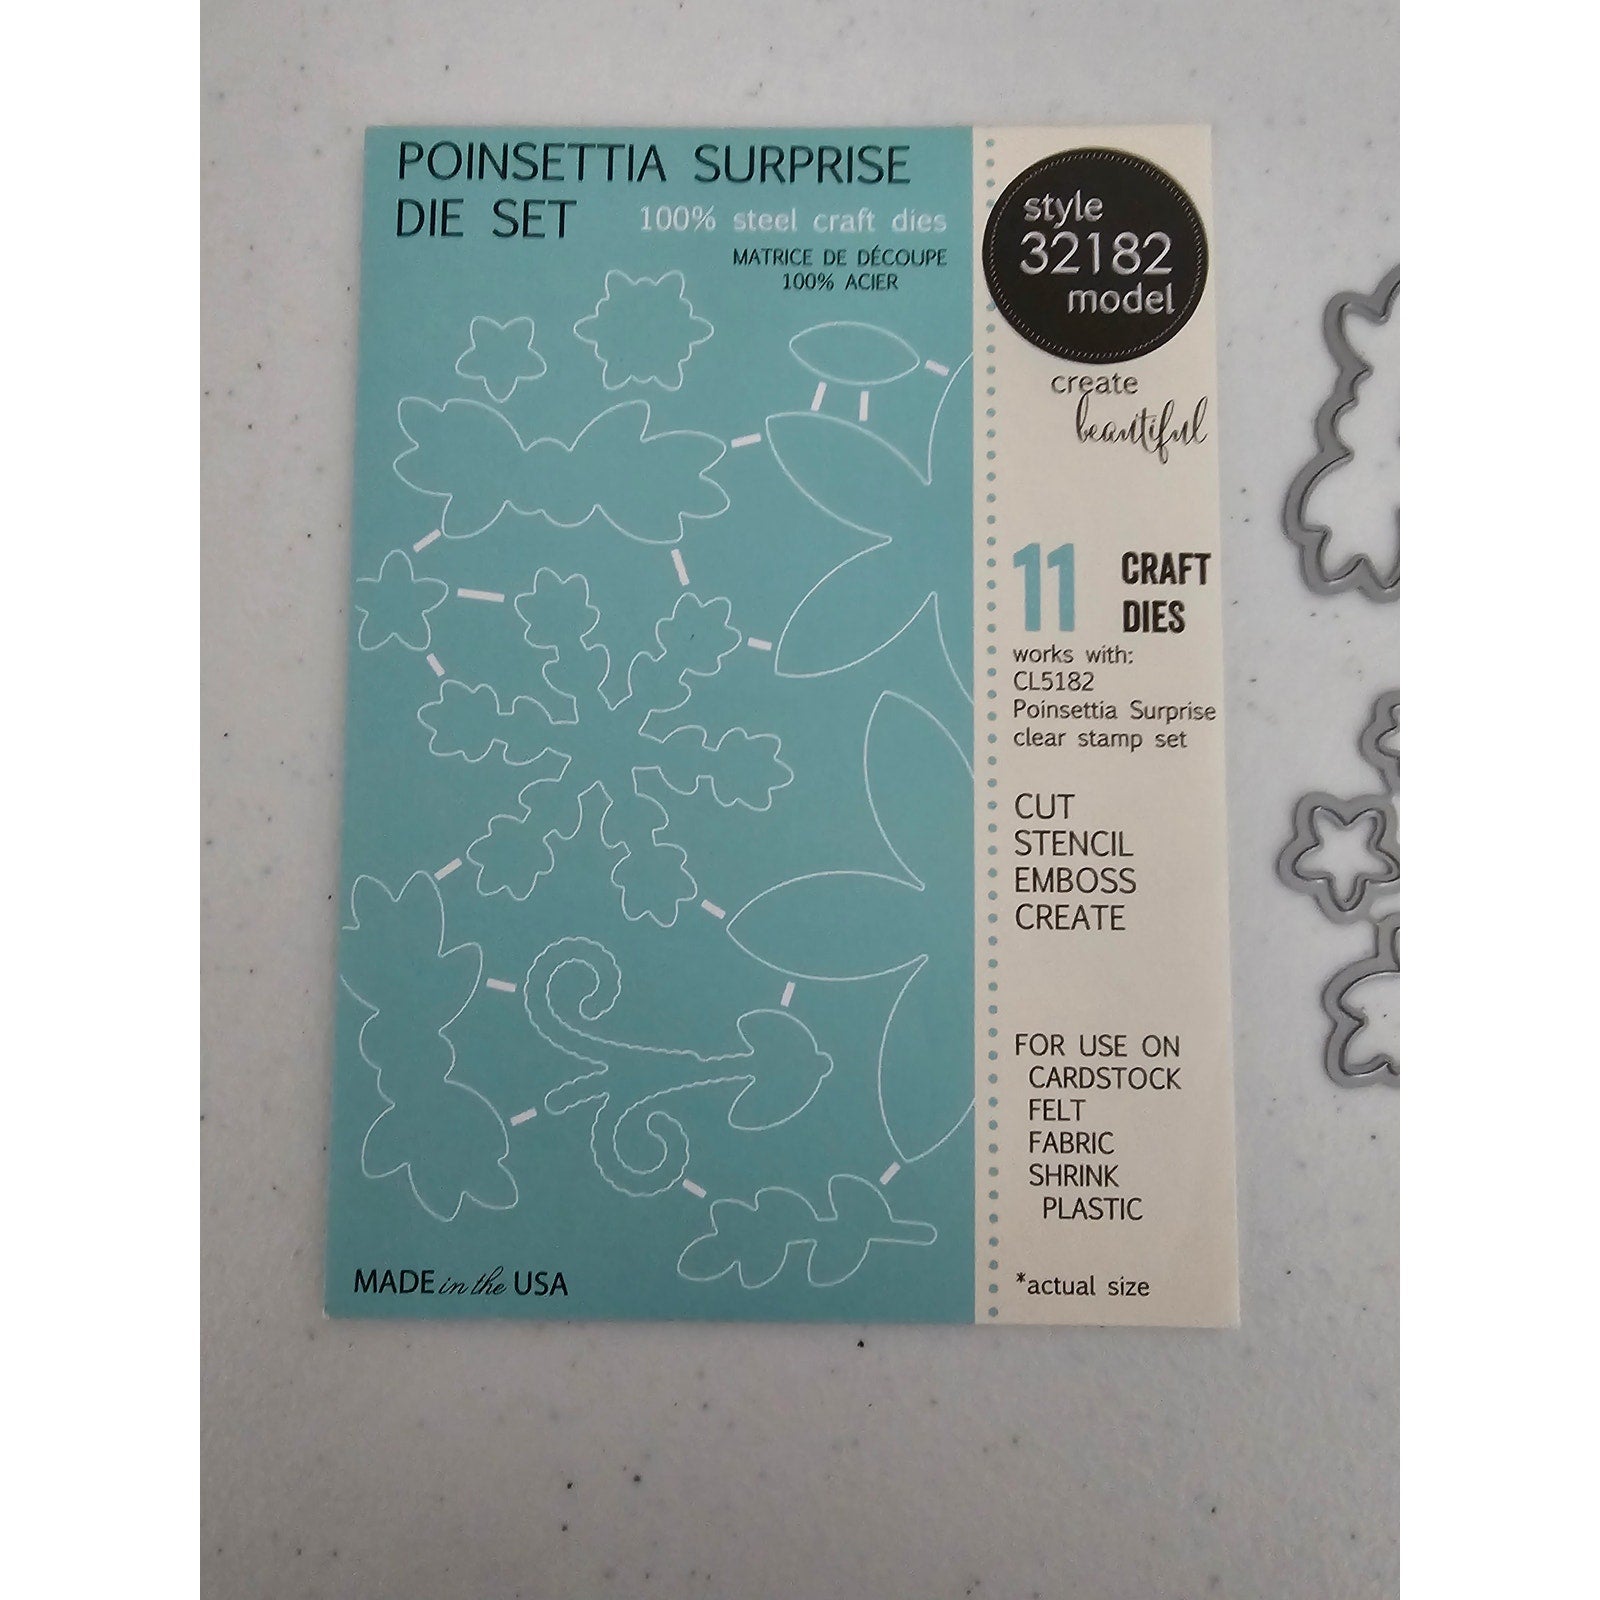 POINSETTIA SURPRISE
DIE SET
100% steel craft dies
MATRICE DE DÉCOUPE
100% ACIER
style
32182
model
create
beautiful
11 CRAFT
DIES
works with:
CL5182
Poinsettia Surprise
clear stamp set
CUT
STENCIL
EMBOSS
CREATE
FOR USE ON
CARDSTOCK
FELT
FABRIC
SHRINK
PLASTIC
*actual size
MADE in the USA